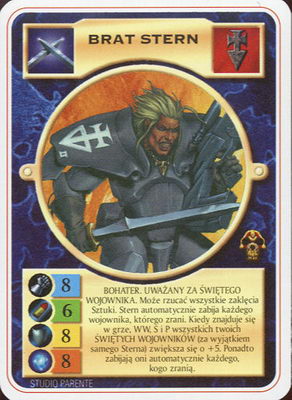 BRAT STERN
8
6
8
8
BOHATER. UWAŻANY ZA ŚWIĘTEGO
WOJOWNIKA. Może rzucać wszystkie zaklęcia
Sztuki. Stern automatycznie zabija każdego
wojownika, którego zrani. Kiedy znajduje się
w grze, WW, S i P wszystkich twoich
ŚWIĘTYCH WOJOWNIKÓW (za wyjątkiem
samego Sterna) zwiększa się o +5. Ponadto
zabijają oni automatycznie każdego,
kogo zranią.
STUDIO PARENTE